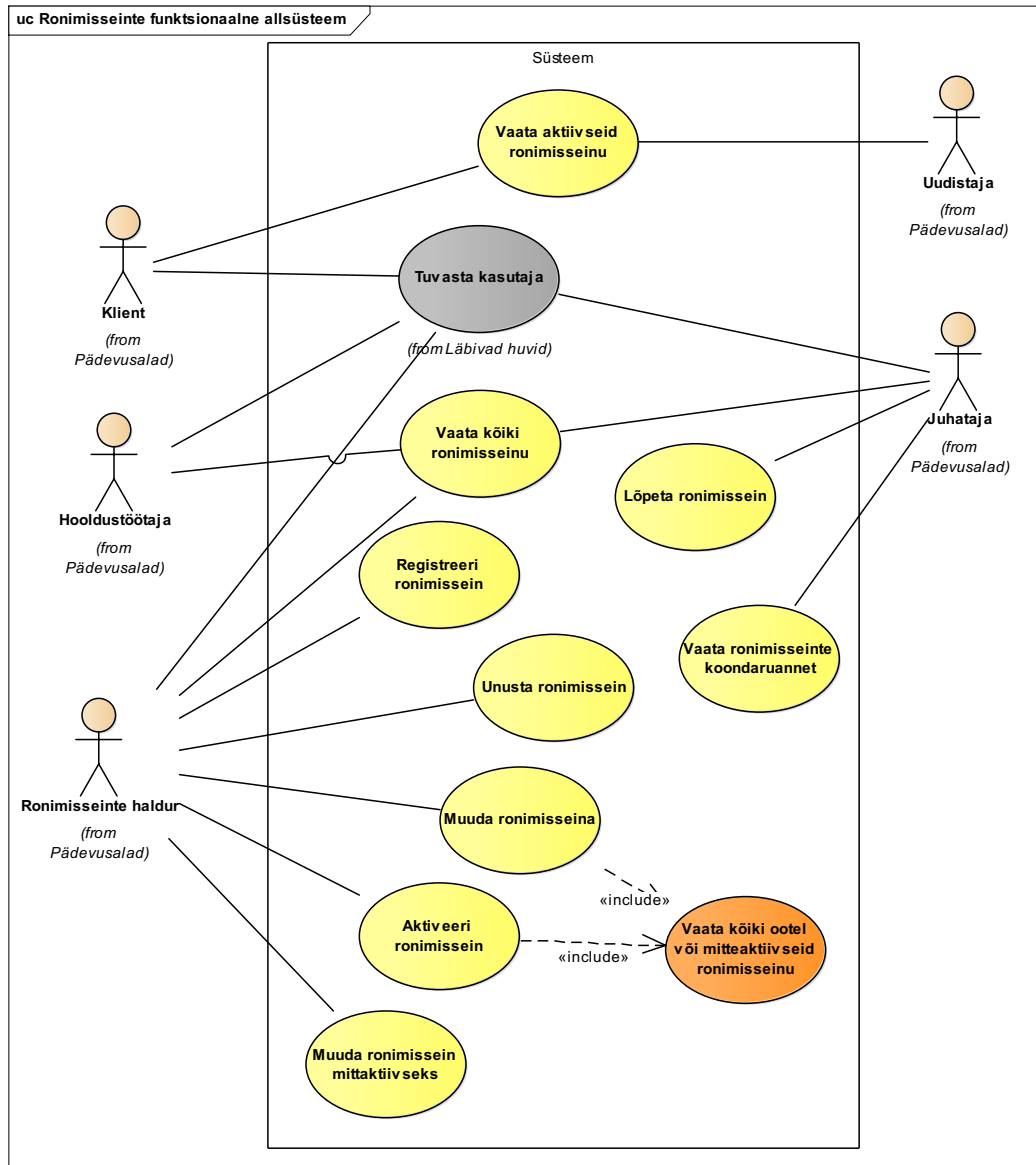 uc Ronimisseinte funktsionaalne allsüsteem
Süsteem
Vaata aktiivseid
ronimisseinu
Uudistaja
(from
Pädevusalad)
Klient
(from
Pädevusalad)
Tuvasta kasutaja
(from Läbivad huvid)
Juhataja
(from
Pädevusalad)
Hooldustöötaja
(from
Pädevusalad)
Vaata kõiki
ronimisseinu
Lõpeta ronimissein
Registreeri
ronimissein
Vaata ronimisseinte
koondaruannet
Unusta ronimissein
Ronimisseinte haldur
(from
Pädevusalad)
Muuda ronimisseina
«include»
Aktiveeri
ronimissein
«include»
Vaata kõiki ootel
või mitteaktiivseid
ronimisseinu
Muuda ronimissein
mittaktiivseks